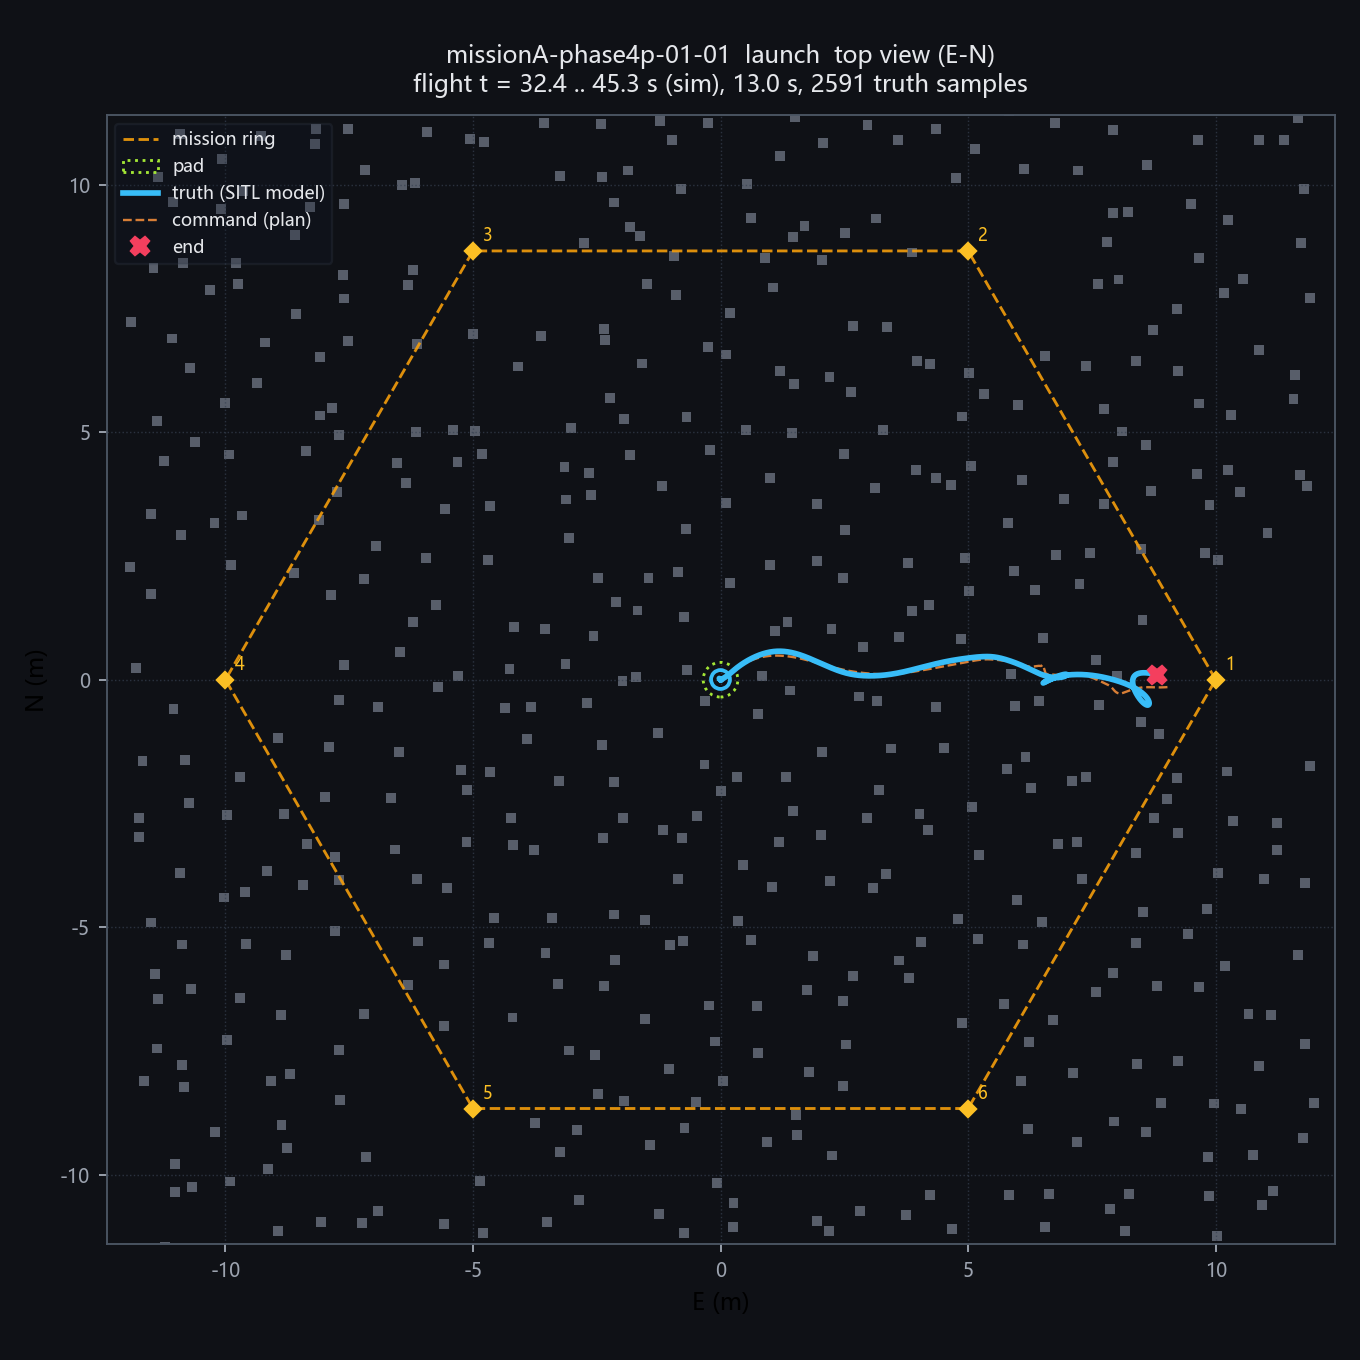 missionA-phase4p-01-01  launch  top view (E-N)
flight t = 32.4 .. 45.3 s (sim), 13.0 s, 2591 truth samples
mission ring
pad
truth (SITL model)
command (plan)
end
3
2
4
1
5
6
10
5
0
-5
-10
N (m)
-10
-5
0
5
10
E (m)